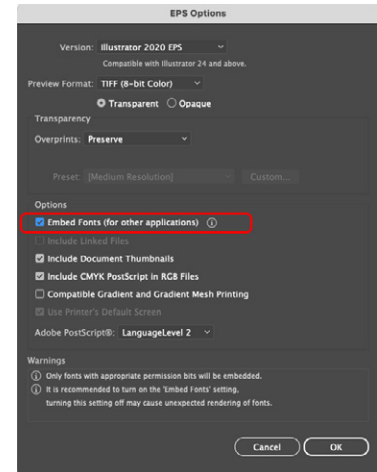 EPS Options
Version: Illustrator 2020 EPS
Compatible with Illustrator 24 and above.
Preview Format: TIFF (8-bit Color)
Transparent Opaque
Transparency
Overprints: Preserve
Preset: [Medium Resolution] Custom...
Options
Embed Fonts (for other applications)
Include Linked Files
Include Document Thumbnails
Include CMYK PostScript in RGB Files
Compatible Gradient and Gradient Mesh Printing
Use Printer's Default Screen
Adobe PostScript®: LanguageLevel 2
Warnings
Only fonts with appropriate permission bits will be embedded.
It is recommended to turn on the 'Embed Fonts' setting,
turning this setting off may cause unexpected rendering of fonts.
Cancel OK